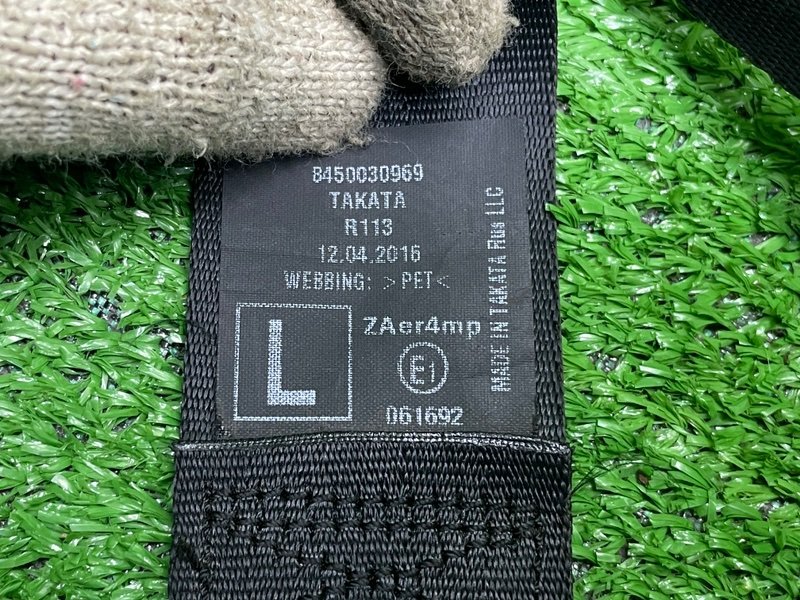 8450030969
TAKATA
R113
12.04.2016
WEBBING: >PET<
L
ZAer4mp
E1
061692
MADE IN TAKATA Rus LLC